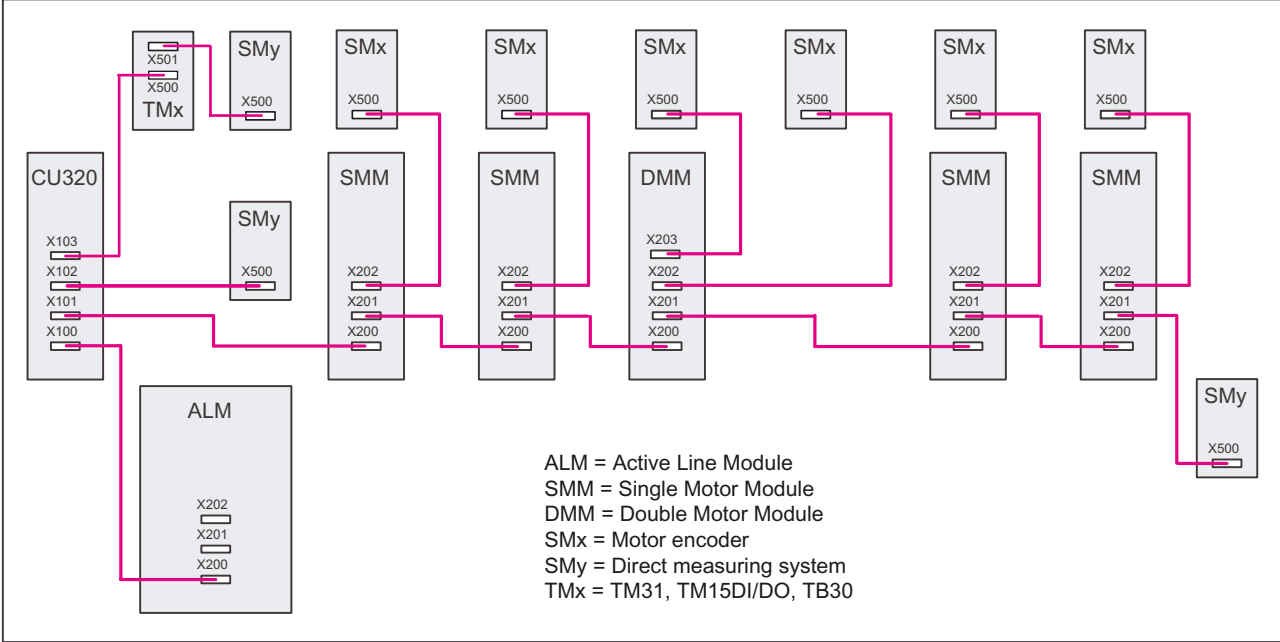 X501
X500
TMx
SMy
X500
SMx
X500
SMx
X500
SMx
X500
SMx
X500
SMx
X500
SMx
X500
CU320
X103
X102
X101
X100
SMy
X500
SMM
X202
X201
X200
SMM
X202
X201
X200
DMM
X203
X202
X201
X200
SMM
X202
X201
X200
SMM
X202
X201
X200
ALM
X202
X201
X200
SMy
X500
ALM = Active Line Module
SMM = Single Motor Module
DMM = Double Motor Module
SMx = Motor encoder
SMy = Direct measuring system
TMx = TM31, TM15DI/DO, TB30